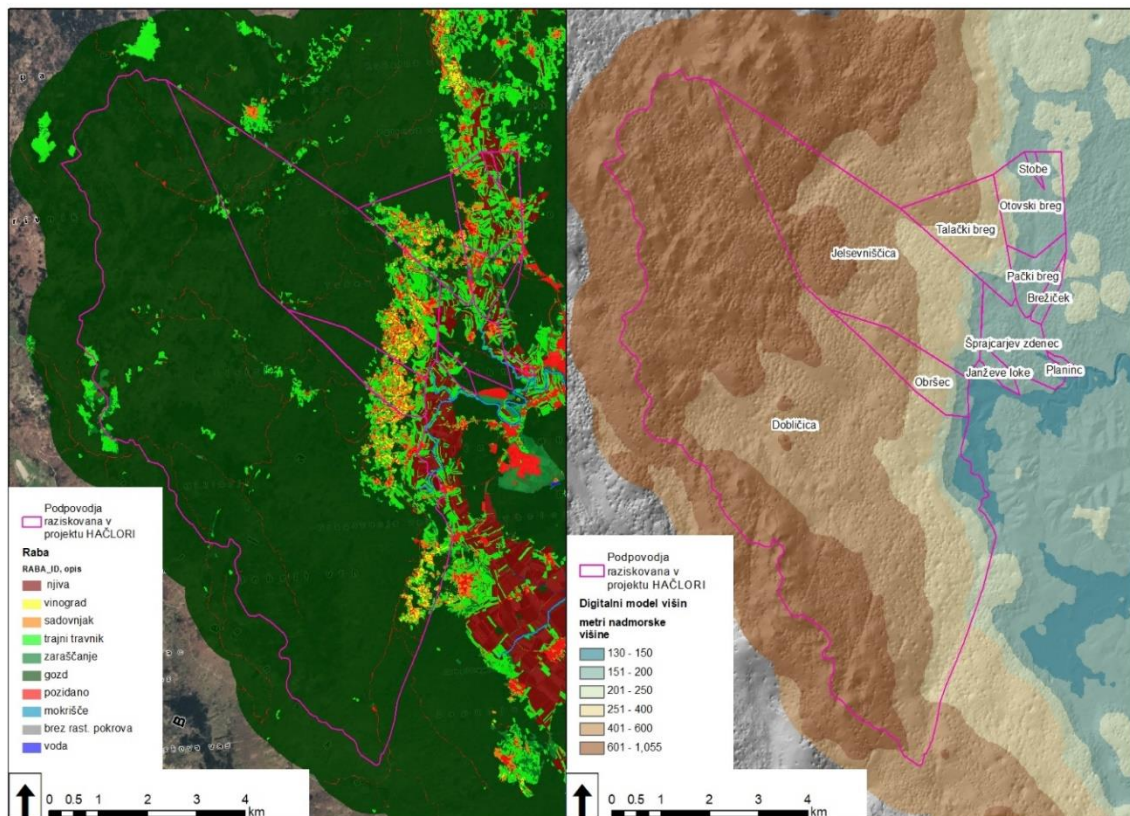 Podpovodja
raziskovana v
projektu HAČLORI
Raba
RABA_ID, opis
njiva
vinograd
sadovnjak
trajni travnik
zaraščanje
gozd
pozidano
mokrišče
brez rast. pokrova
voda
0 0.5 1 2 3 4
km
B
Stobe
Otovski breg
Talački breg
Jelsevniščica
Pački breg
Brežiček
Šprajcarjev zdenec
Janževe loke
Planinc
Obršec
Dobličica
Podpovodja
raziskovana v
projektu HAČLORI
Digitalni model višin
metri nadmorske
višine
130 - 150
151 - 200
201 - 250
251 - 400
401 - 600
601 - 1,055
0 0.5 1 2 3 4
km